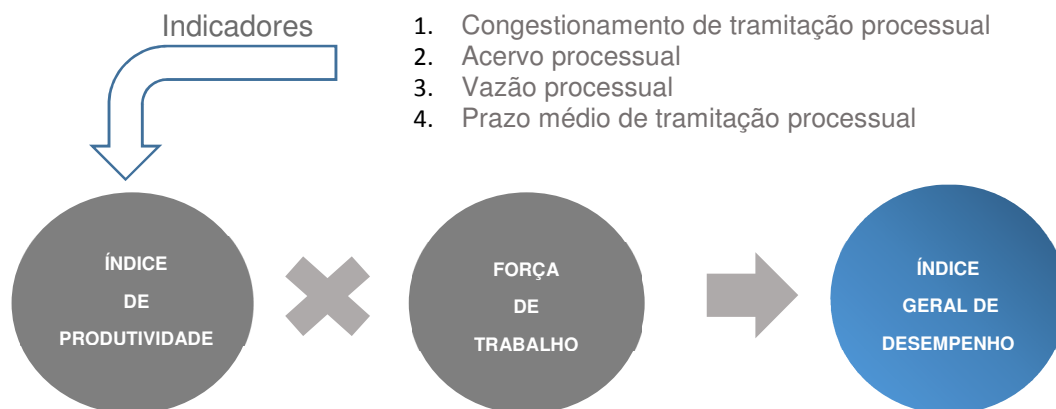 Indicadores
1. Congestionamento de tramitação processual
2. Acervo processual
3. Vazão processual
4. Prazo médio de tramitação processual
ÍNDICE
DE
PRODUTIVIDADE
FORÇA
DE
TRABALHO
ÍNDICE
GERAL DE
DESEMPENHO